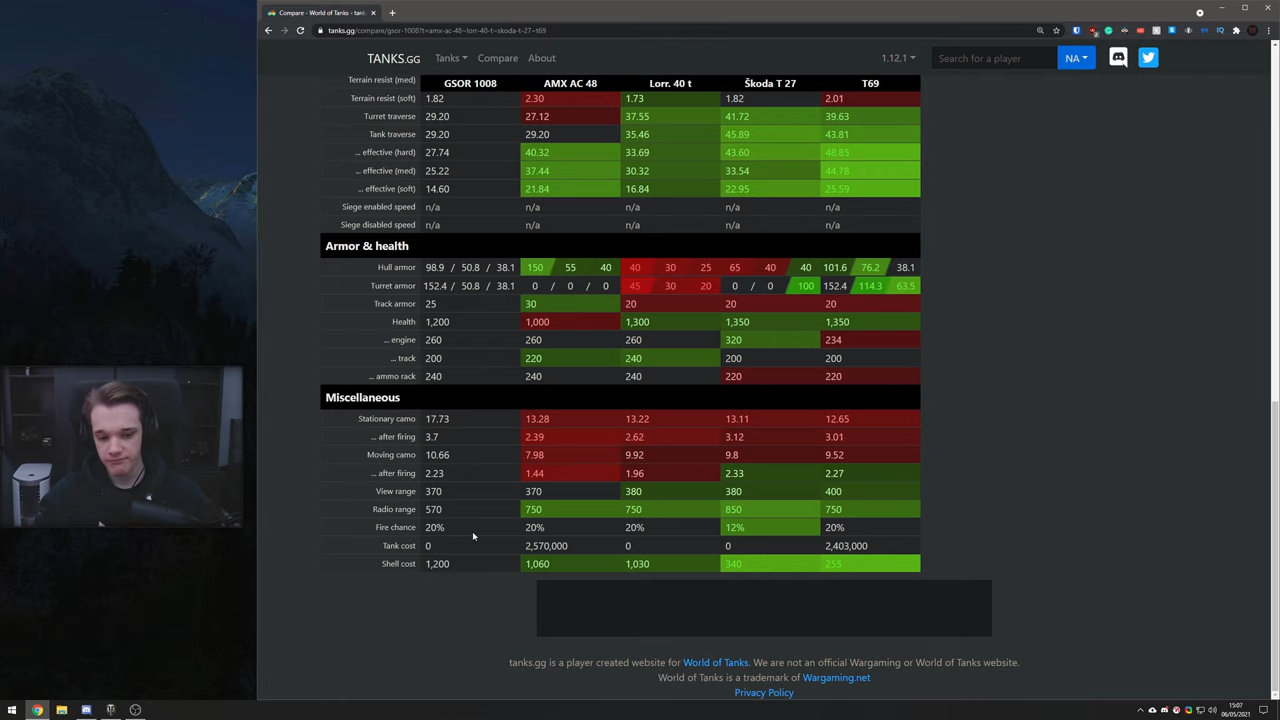 Compare - World of Tanks - tank
tanks.gg/compare/gsor-1008?t=amx-ac-48~lorr-40-t~skoda-t-27~t69
TANKS.GG Tanks Compare About 1.12.1 Search for a player NA
Terrain resist (med) GSOR 1008 AMX AC 48 Lorr. 40 t Škoda T 27 T69
Terrain resist (soft) 1.82 2.30 1.73 1.82 2.01
Turret traverse 29.20 27.12 37.55 41.72 39.63
Tank traverse 29.20 29.20 35.46 45.89 43.81
... effective (hard) 27.74 40.32 33.69 43.60 48.85
... effective (med) 25.22 37.44 30.32 33.54 44.78
... effective (soft) 14.60 21.84 16.84 22.95 25.59
Siege enabled speed n/a n/a n/a n/a n/a
Siege disabled speed n/a n/a n/a n/a n/a
Armor & health
Hull armor 98.9 / 50.8 / 38.1 150 55 40 40 30 25 65 40 40 101.6 76.2 38.1
Turret armor 152.4 / 50.8 / 38.1 0 / 0 / 0 45 30 20 0 / 0 100 152.4 114.3 63.5
Track armor 25 30 20 20 20
Health 1,200 1,000 1,300 1,350 1,350
... engine 260 260 260 320 234
... track 200 220 240 200 200
... ammo rack 240 240 240 220 220
Miscellaneous
Stationary camo 17.73 13.28 13.22 13.11 12.65
... after firing 3.7 2.39 2.62 3.12 3.01
Moving camo 10.66 7.98 9.92 9.8 9.52
... after firing 2.23 1.44 1.96 2.33 2.27
View range 370 370 380 380 400
Radio range 570 750 750 850 750
Fire chance 20% 20% 20% 12% 20%
Tank cost 0 2,570,000 0 0 2,403,000
Shell cost 1,200 1,060 1,030 340 255
tanks.gg is a player created website for World of Tanks. We are not an official Wargaming or World of Tanks website.
World of Tanks is a trademark of Wargaming.net
Privacy Policy
15:07
06/05/2021